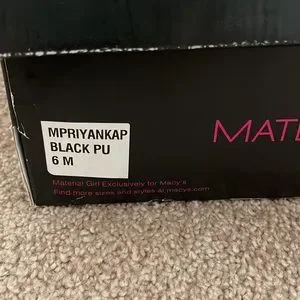 MPRIYANKAP
BLACK PU
6 M
MATE
Material Girl Exclusively for Macy's
Find more sizes and styles at macys.com